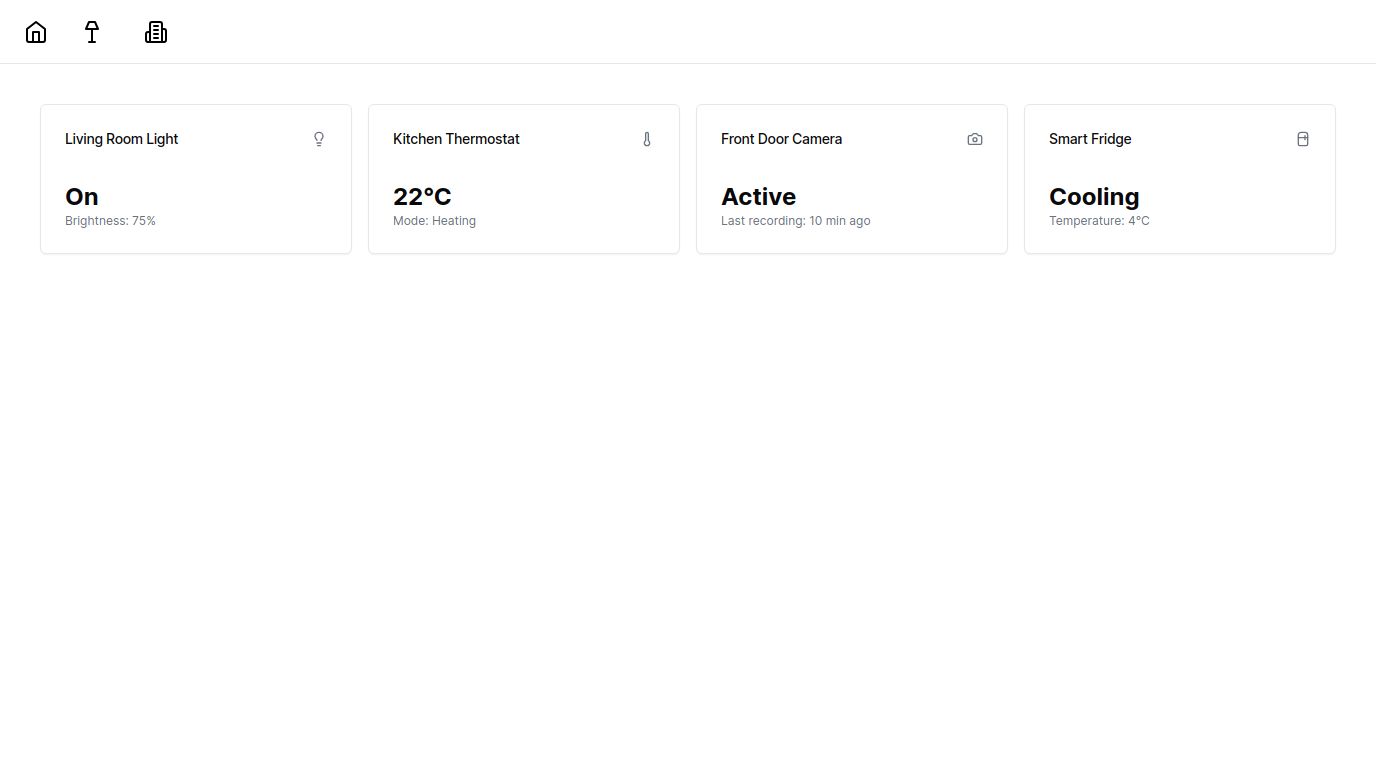 Living Room Light
On
Brightness: 75%
Kitchen Thermostat
22°C
Mode: Heating
Front Door Camera
Active
Last recording: 10 min ago
Smart Fridge
Cooling
Temperature: 4°C